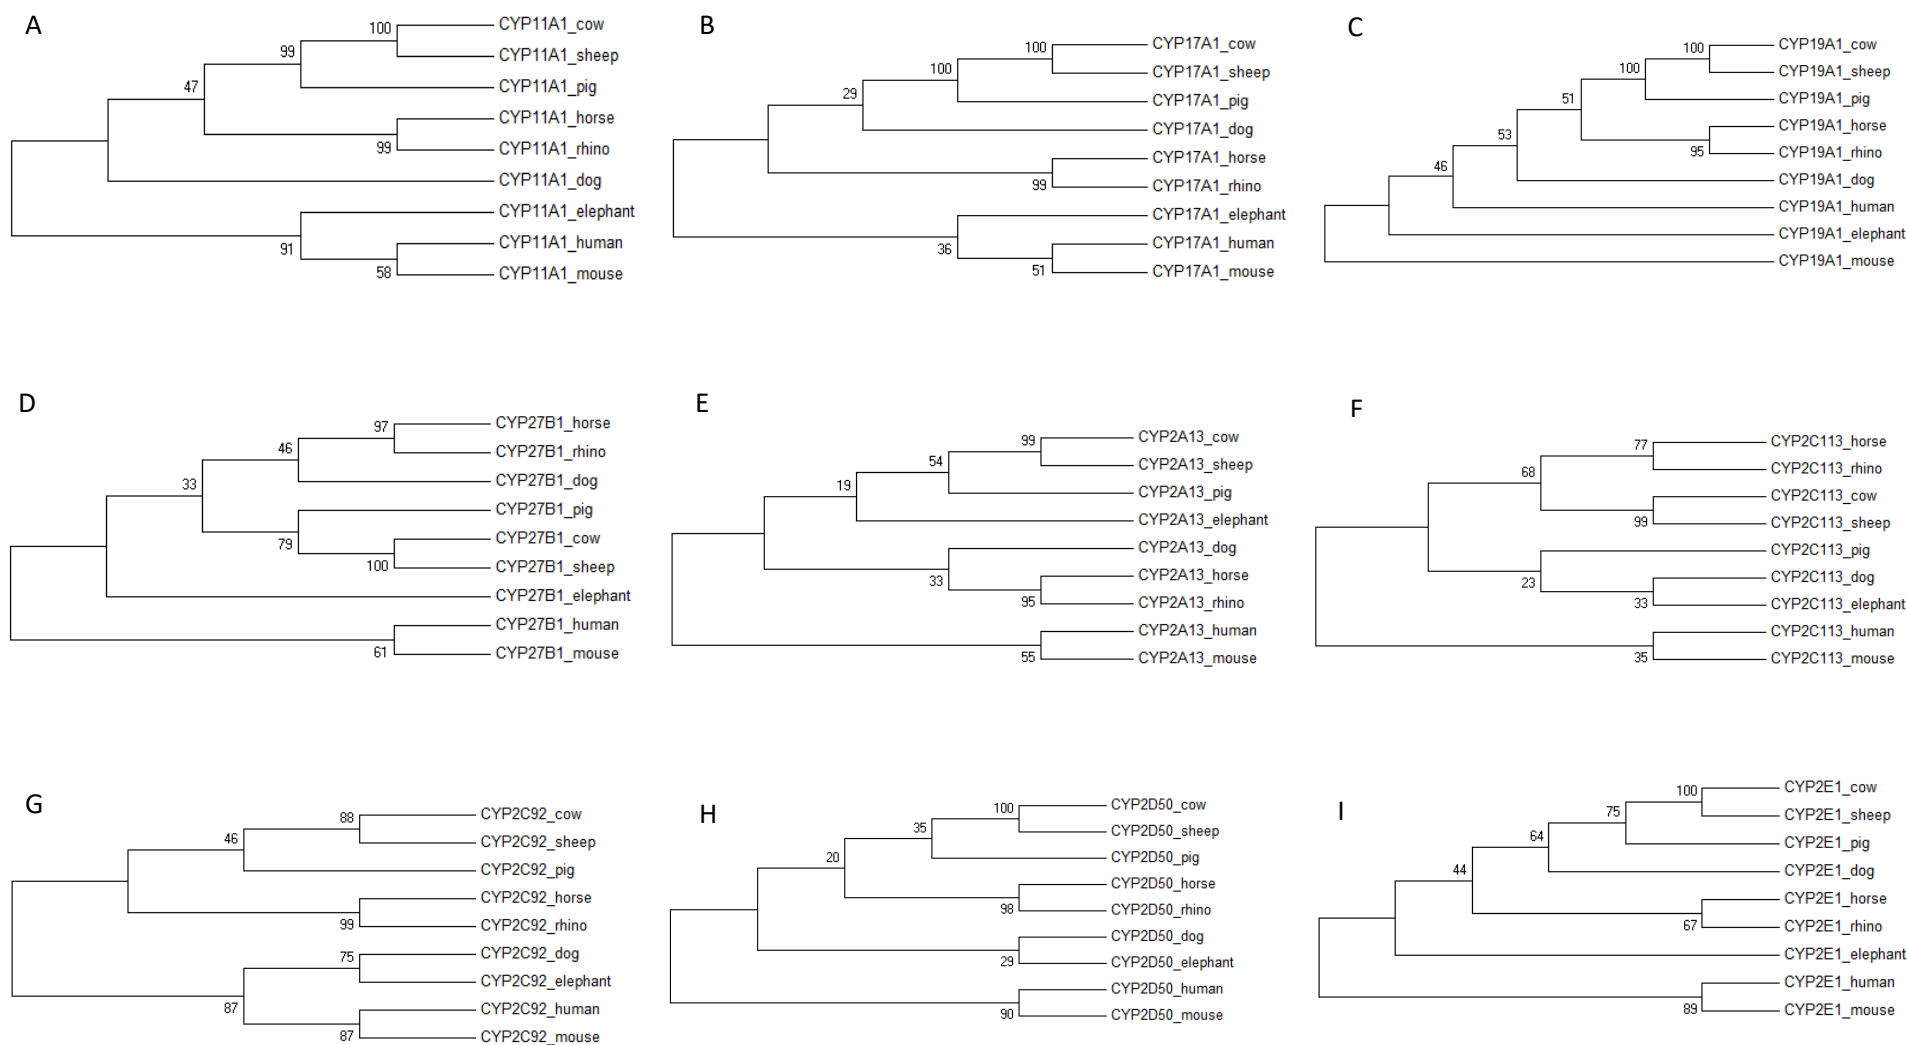 A
100
CYP11A1_cow
99
CYP11A1_sheep
47
CYP11A1_pig
CYP11A1_horse
99
CYP11A1_rhino
CYP11A1_dog
CYP11A1_elephant
91
CYP11A1_human
58
CYP11A1_mouse
B
100
CYP17A1_cow
100
CYP17A1_sheep
29
CYP17A1_pig
CYP17A1_dog
CYP17A1_horse
99
CYP17A1_rhino
CYP17A1_elephant
36
CYP17A1_human
51
CYP17A1_mouse
C
100
CYP19A1_cow
100
CYP19A1_sheep
51
CYP19A1_pig
53
CYP19A1_horse
95
CYP19A1_rhino
46
CYP19A1_dog
CYP19A1_human
CYP19A1_elephant
CYP19A1_mouse
D
97
CYP27B1_horse
46
CYP27B1_rhino
33
CYP27B1_dog
CYP27B1_pig
79
CYP27B1_cow
100
CYP27B1_sheep
CYP27B1_elephant
CYP27B1_human
61
CYP27B1_mouse
E
99
CYP2A13_cow
54
CYP2A13_sheep
19
CYP2A13_pig
CYP2A13_elephant
CYP2A13_dog
33
CYP2A13_horse
95
CYP2A13_rhino
CYP2A13_human
55
CYP2A13_mouse
F
77
CYP2C113_horse
68
CYP2C113_rhino
CYP2C113_cow
99
CYP2C113_sheep
CYP2C113_pig
23
CYP2C113_dog
33
CYP2C113_elephant
CYP2C113_human
35
CYP2C113_mouse
G
88
CYP2C92_cow
46
CYP2C92_sheep
CYP2C92_pig
CYP2C92_horse
99
CYP2C92_rhino
75
CYP2C92_dog
CYP2C92_elephant
87
CYP2C92_human
87
CYP2C92_mouse
H
100
CYP2D50_cow
35
CYP2D50_sheep
20
CYP2D50_pig
CYP2D50_horse
98
CYP2D50_rhino
CYP2D50_dog
29
CYP2D50_elephant
CYP2D50_human
90
CYP2D50_mouse
I
100
CYP2E1_cow
75
CYP2E1_sheep
64
CYP2E1_pig
44
CYP2E1_dog
CYP2E1_horse
67
CYP2E1_rhino
CYP2E1_elephant
CYP2E1_human
89
CYP2E1_mouse